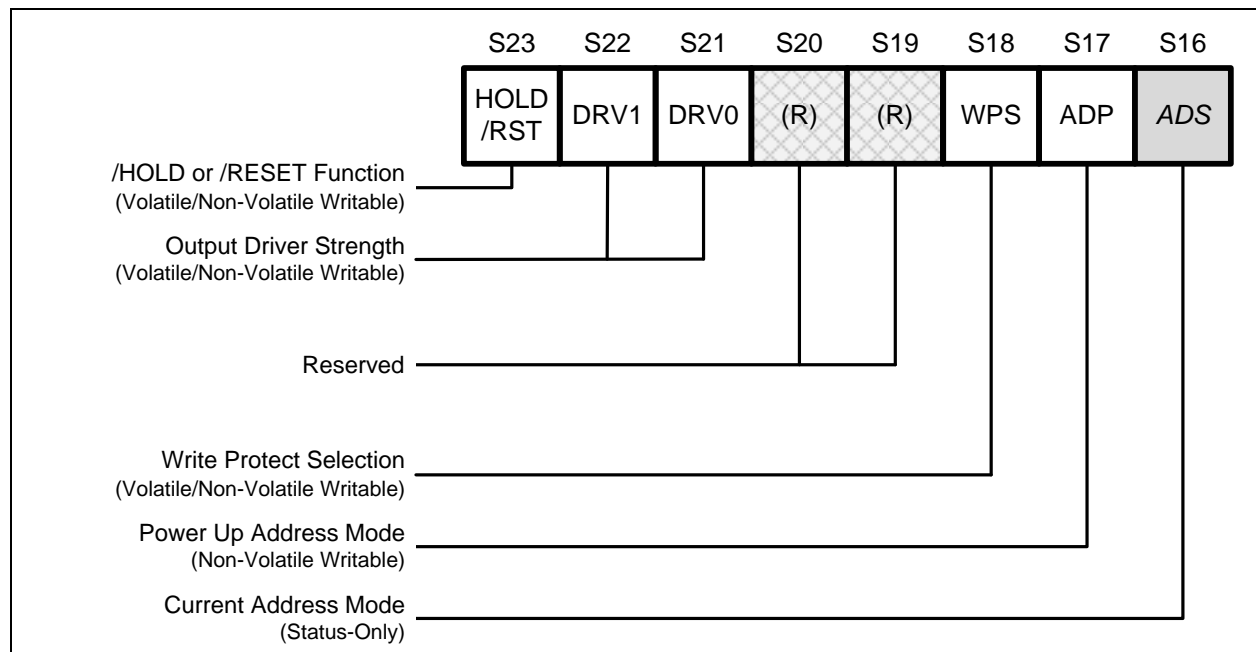 S23 S22 S21 S20 S19 S18 S17 S16
HOLD
/RST DRV1 DRV0 (R) (R) WPS ADP ADS
/HOLD or /RESET Function
(Volatile/Non-Volatile Writable)
Output Driver Strength
(Volatile/Non-Volatile Writable)
Reserved
Write Protect Selection
(Volatile/Non-Volatile Writable)
Power Up Address Mode
(Non-Volatile Writable)
Current Address Mode
(Status-Only)